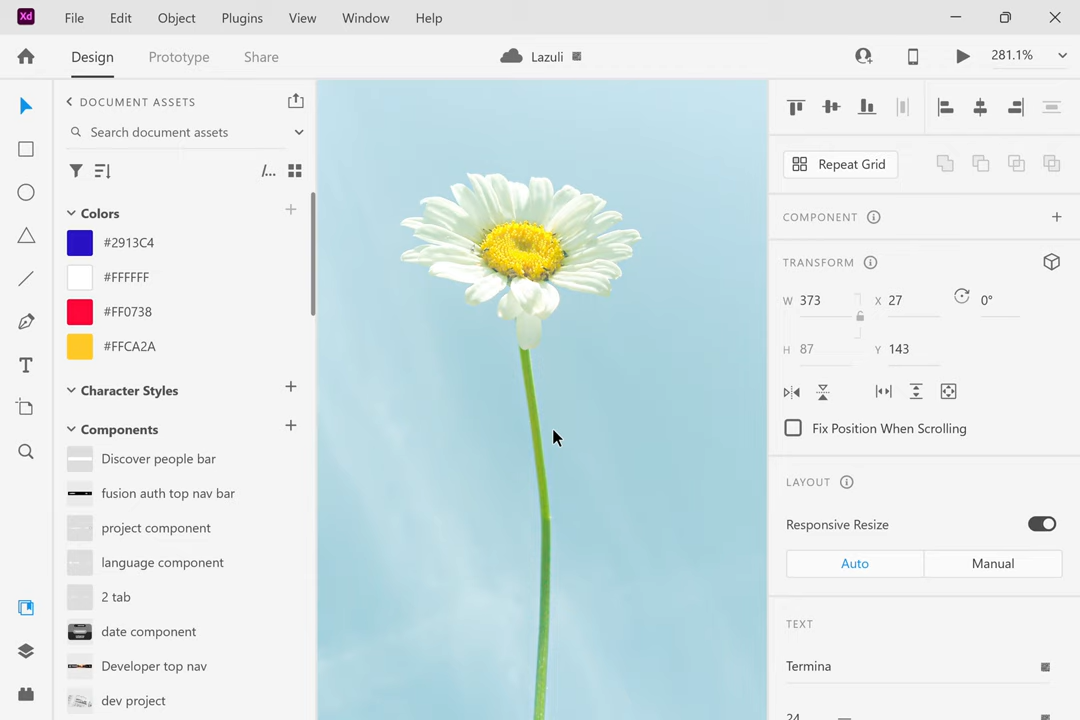 Xd File Edit Object Plugins View Window Help
Design Prototype Share Lazuli 281.1%
DOCUMENT ASSETS
Search document assets
/...
Repeat Grid
Colors
#2913C4
#FFFFFF
#FF0738
#FFCA2A
Character Styles
Components
Discover people bar
fusion auth top nav bar
project component
language component
2 tab
date component
Developer top nav
dev project
COMPONENT
TRANSFORM
W 373 X 27 0°
H 87 Y 143
Fix Position When Scrolling
LAYOUT
Responsive Resize
Auto Manual
TEXT
Termina
24